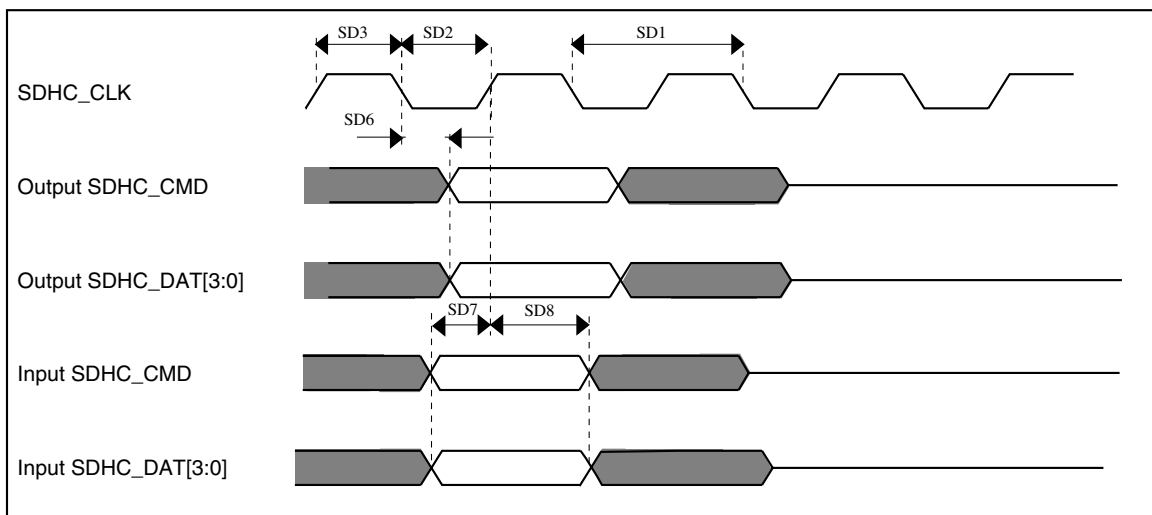 SD3
SD2
SD1
SDHC_CLK
SD6
Output SDHC_CMD
Output SDHC_DAT[3:0]
SD7
SD8
Input SDHC_CMD
Input SDHC_DAT[3:0]